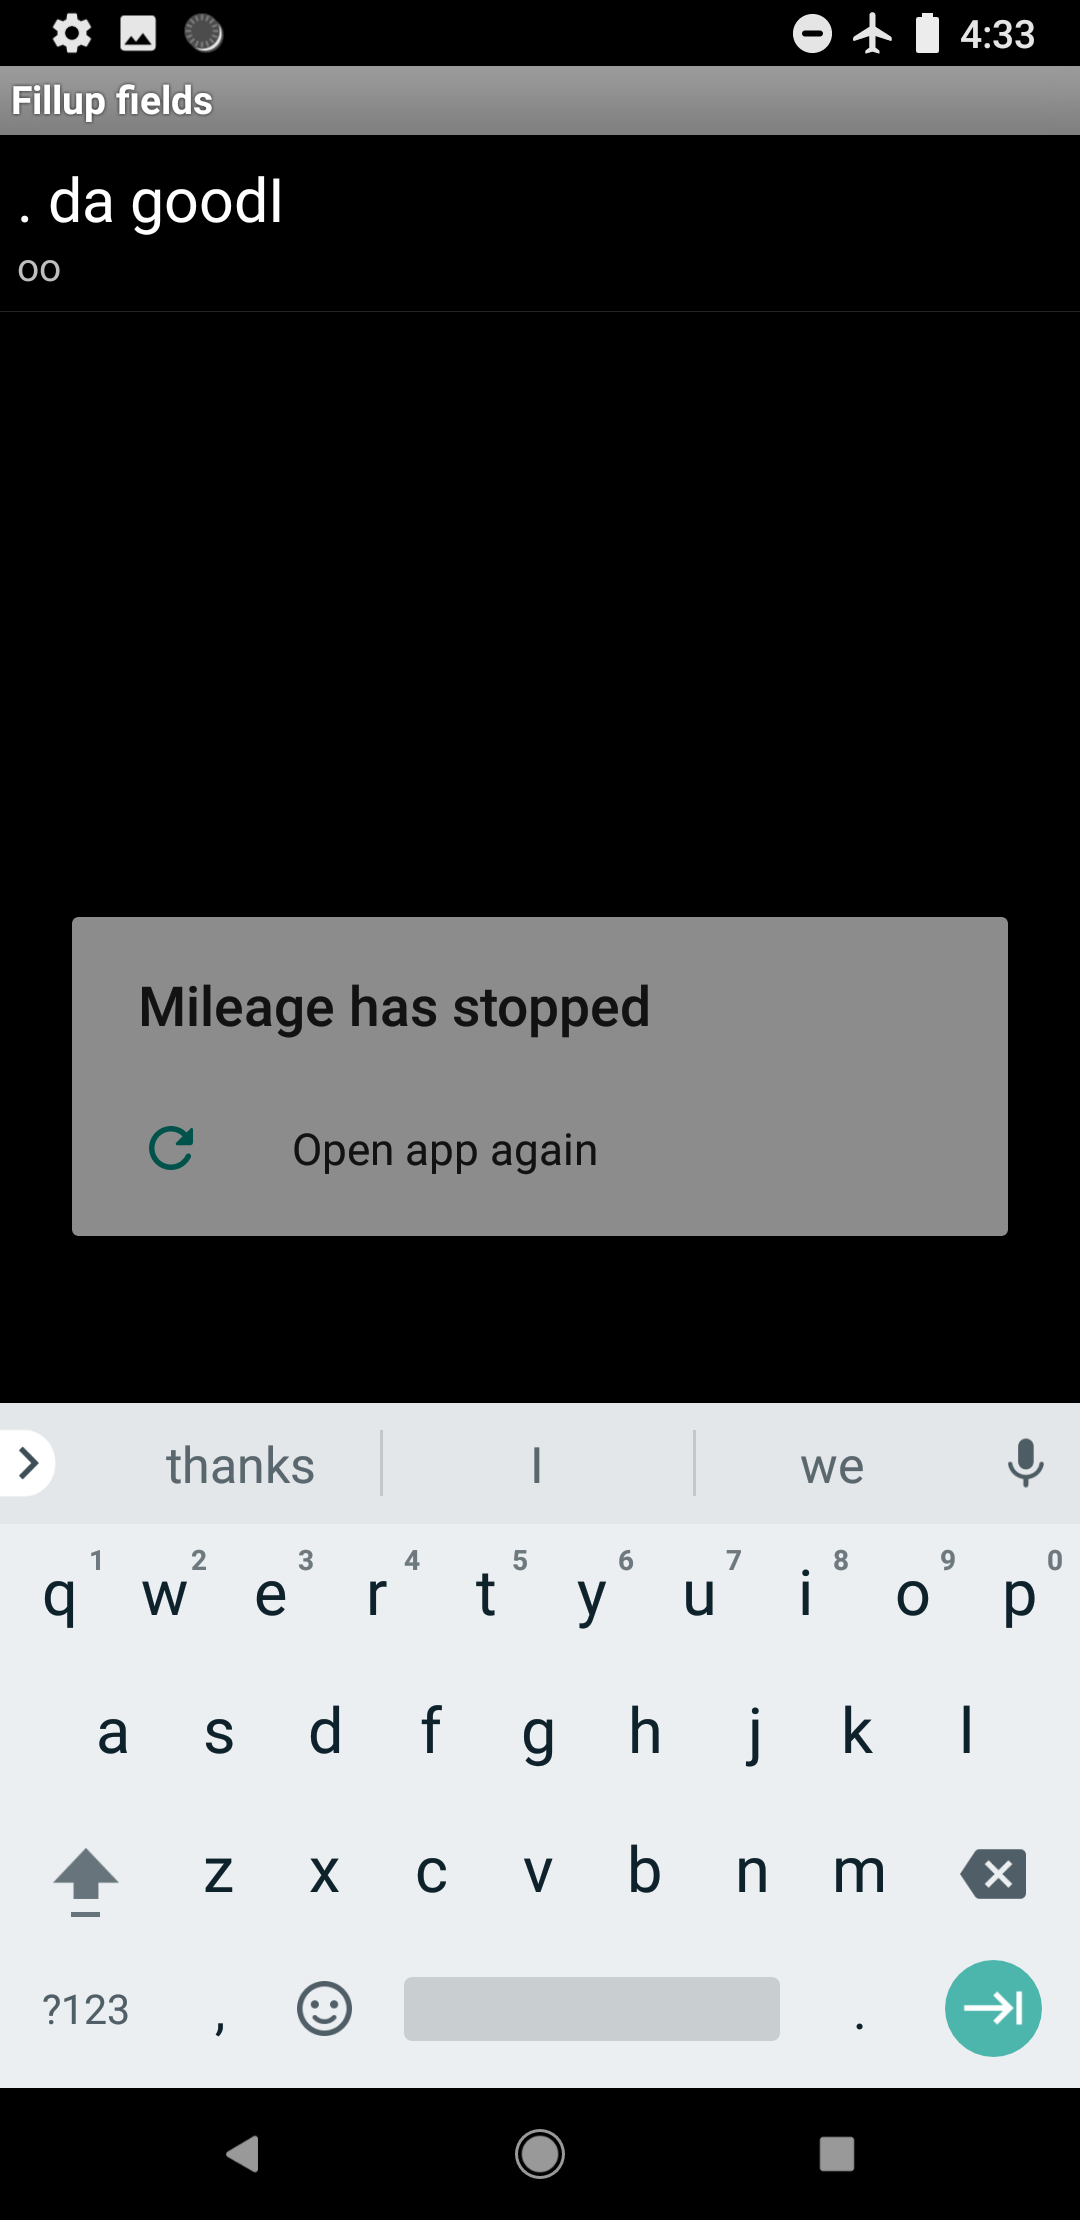 4:33
Fillup fields
. da goodl
oo
Mileage has stopped
Open app again
thanks I we
1 2 3 4 5 6 7 8 9 0
q w e r t y u i o p
a s d f g h j k l
z x c v b n m
?123 , .